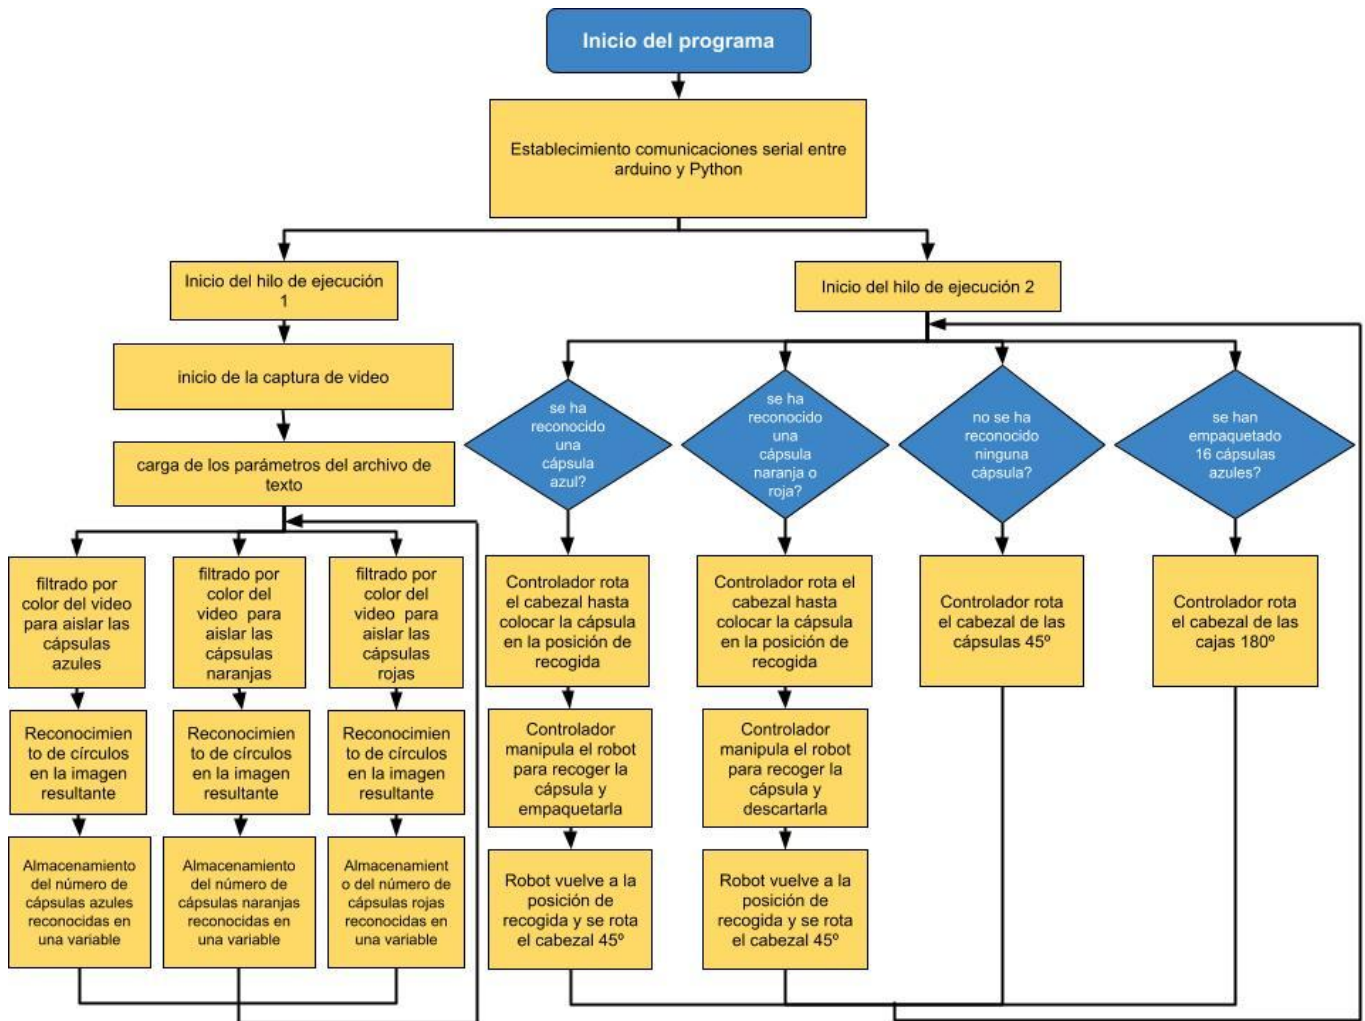 Inicio del programa
Establecimiento comunicaciones serial entre
arduino y Python
Inicio del hilo de ejecución
1
Inicio del hilo de ejecución 2
inicio de la captura de video
carga de los parámetros del archivo de
texto
se ha
reconocido
una
cápsula
azul?
se ha
reconocido
una
cápsula
naranja o
roja?
no se ha
reconocido
ninguna
cápsula?
se han
empaquetado
16 cápsulas
azules?
filtrado por
color del video
para aislar las
cápsulas
azules
filtrado por
color del
video para
aislar las
cápsulas
naranjas
filtrado por
color del
video para
aislar las
cápsulas
rojas
Controlador rota
el cabezal hasta
colocar la cápsula
en la posición de
recogida
Controlador rota el
cabezal hasta
colocar la cápsula
en la posición de
recogida
Controlador rota
el cabezal de las
cápsulas 45º
Controlador rota
el cabezal de las
cajas 180º
Reconocimien
to de círculos
en la imagen
resultante
Reconocimien
to de círculos
en la imagen
resultante
Reconocimien
to de círculos
en la imagen
resultante
Controlador
manipula el robot
para recoger la
cápsula y
empaquetarla
Controlador
manipula el robot
para recoger la
cápsula y
descartarla
Almacenamiento
del número de
cápsulas azules
reconocidas en
una variable
Almacenamiento
del número de
cápsulas naranjas
reconocidas en
una variable
Almacenamient
o del número de
cápsulas rojas
reconocidas en
una variable
Robot vuelve a la
posición de
recogida y se rota
el cabezal 45º
Robot vuelve a la
posición de
recogida y se rota
el cabezal 45º